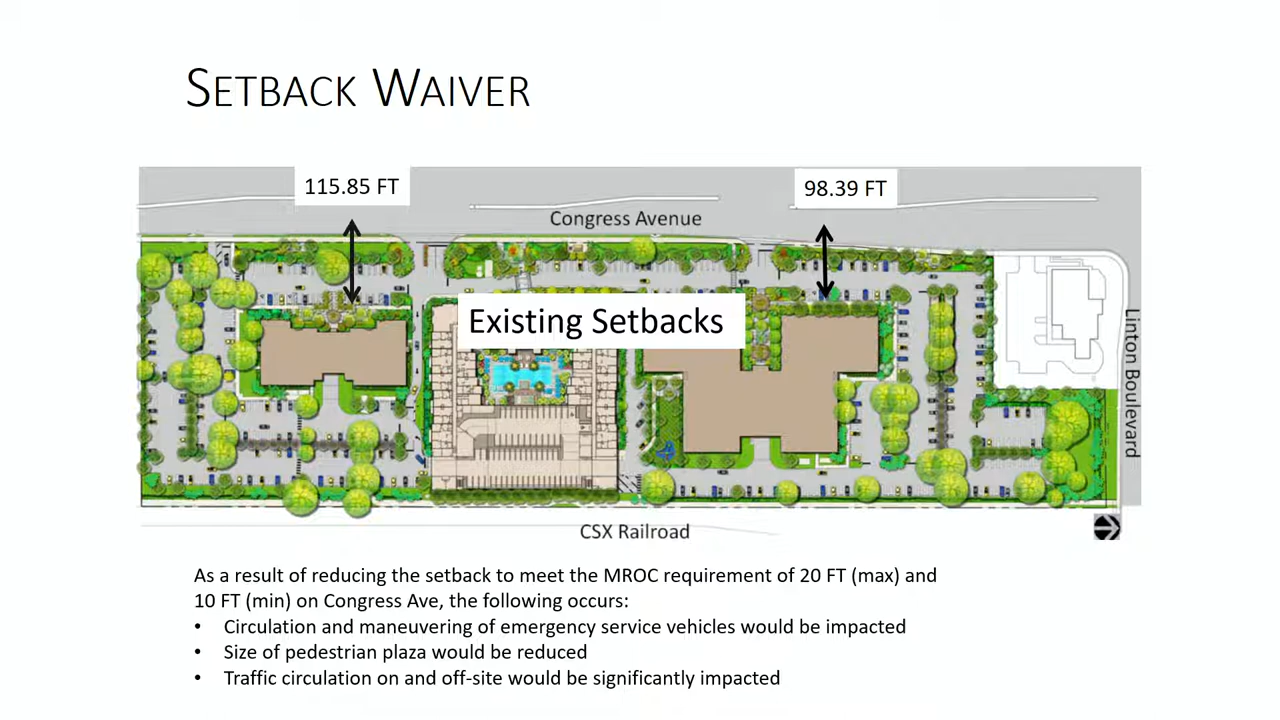 SETBACK WAIVER
115.85 FT
98.39 FT
Congress Avenue
Existing Setbacks
Linton Boulevard
CSX Railroad
As a result of reducing the setback to meet the MROC requirement of 20 FT (max) and
10 FT (min) on Congress Ave, the following occurs:
• Circulation and maneuvering of emergency service vehicles would be impacted
• Size of pedestrian plaza would be reduced
• Traffic circulation on and off-site would be significantly impacted